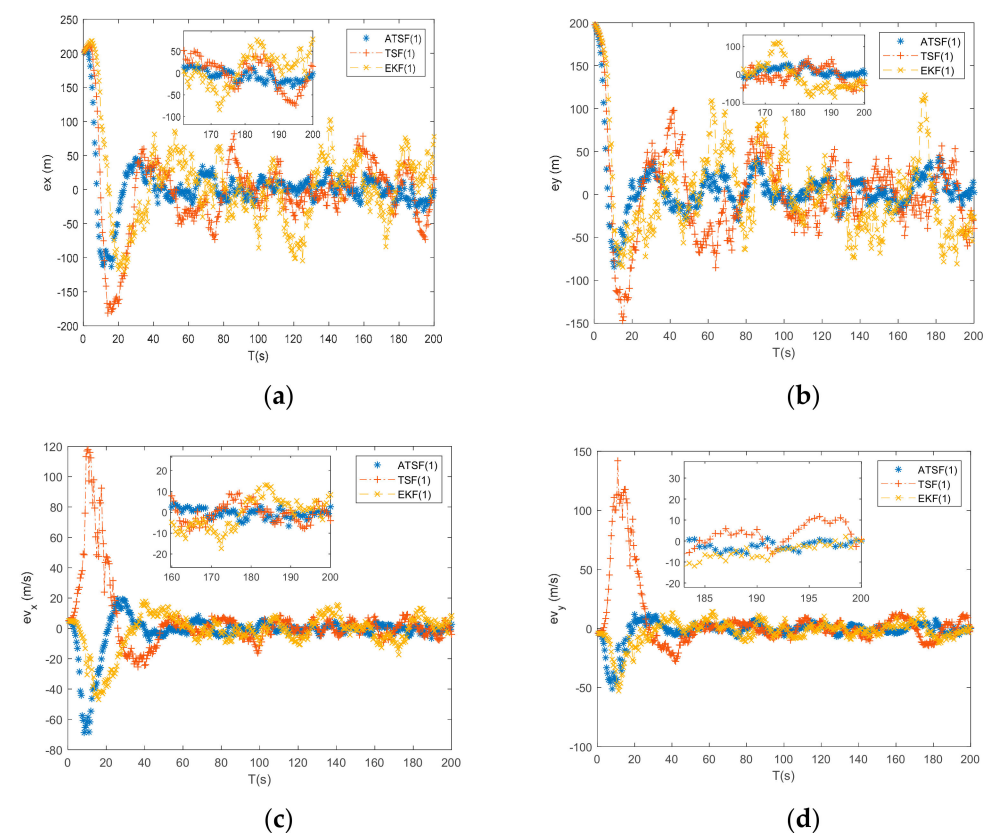 250
200
150
100
50
0
-50
-100
-150
-200
0 20 40 60 80 100 120 140 160 180 200
ex (m)
T(s)
ATSF(1)
TSF(1)
EKF(1)
50
0
-50
-100
170 180 190 200
(a)
200
150
100
50
0
-50
-100
-150
0 20 40 60 80 100 120 140 160 180 200
ey (m)
T(s)
ATSF(1)
TSF(1)
EKF(1)
100
0
-100
170 180 190 200
(b)
120
100
80
60
40
20
0
-20
-40
-60
-80
0 20 40 60 80 100 120 140 160 180 200
evx (m/s)
T(s)
ATSF(1)
TSF(1)
EKF(1)
20
10
0
-10
-20
160 170 180 190 200
(c)
150
100
50
0
-50
-100
0 20 40 60 80 100 120 140 160 180 200
evy (m/s)
T(s)
ATSF(1)
TSF(1)
EKF(1)
30
20
10
0
-10
-20
185 190 195 200
(d)